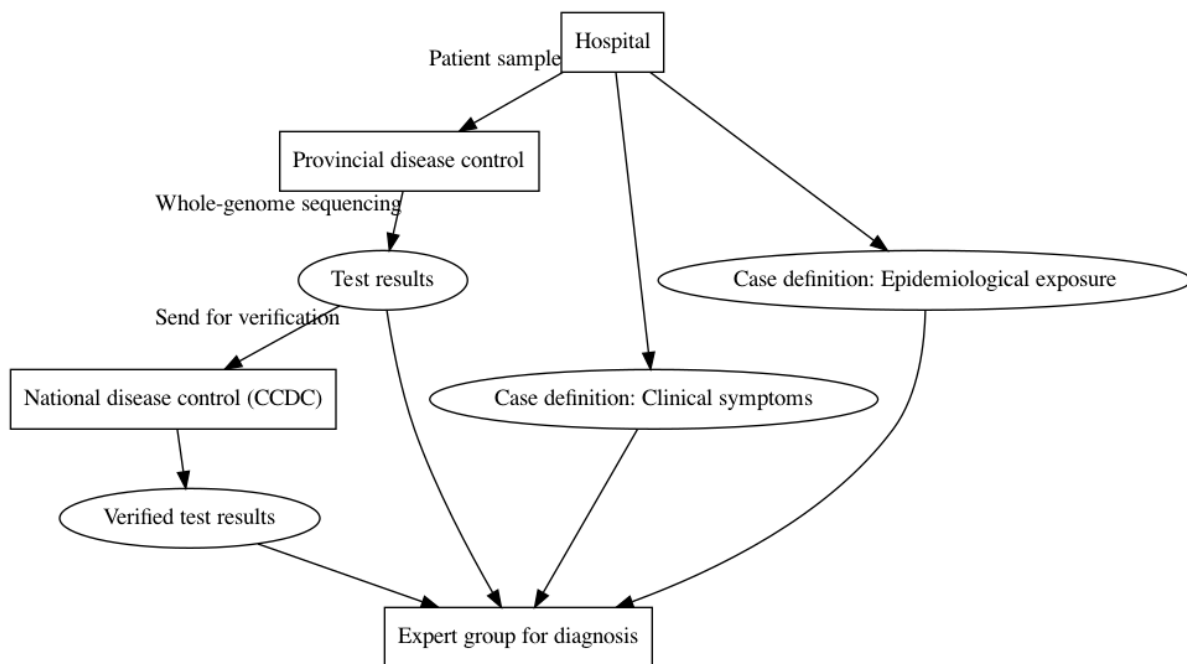 Hospital
Patient sample
Provincial disease control
Whole-genome sequencing
Test results
Case definition: Epidemiological exposure
Send for verification
National disease control (CCDC)
Case definition: Clinical symptoms
Verified test results
Expert group for diagnosis